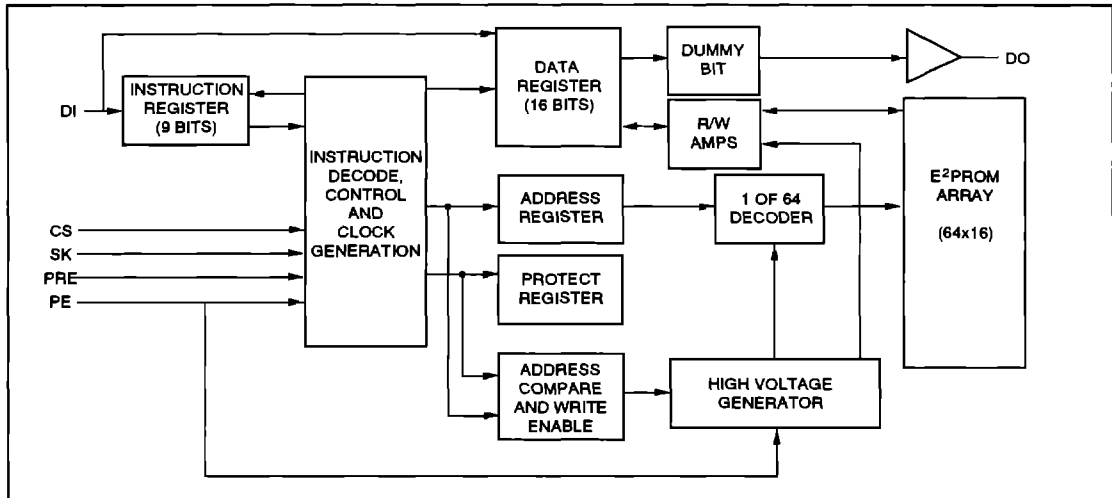 DI
INSTRUCTION
REGISTER
(9 BITS)
CS
SK
PRE
PE
INSTRUCTION
DECODE,
CONTROL
AND
CLOCK
GENERATION
DATA
REGISTER
(16 BITS)
DUMMY
BIT
DO
R/W
AMPS
ADDRESS
REGISTER
1 OF 64
DECODER
E²PROM
ARRAY
(64x16)
PROTECT
REGISTER
ADDRESS
COMPARE
AND WRITE
ENABLE
HIGH VOLTAGE
GENERATOR